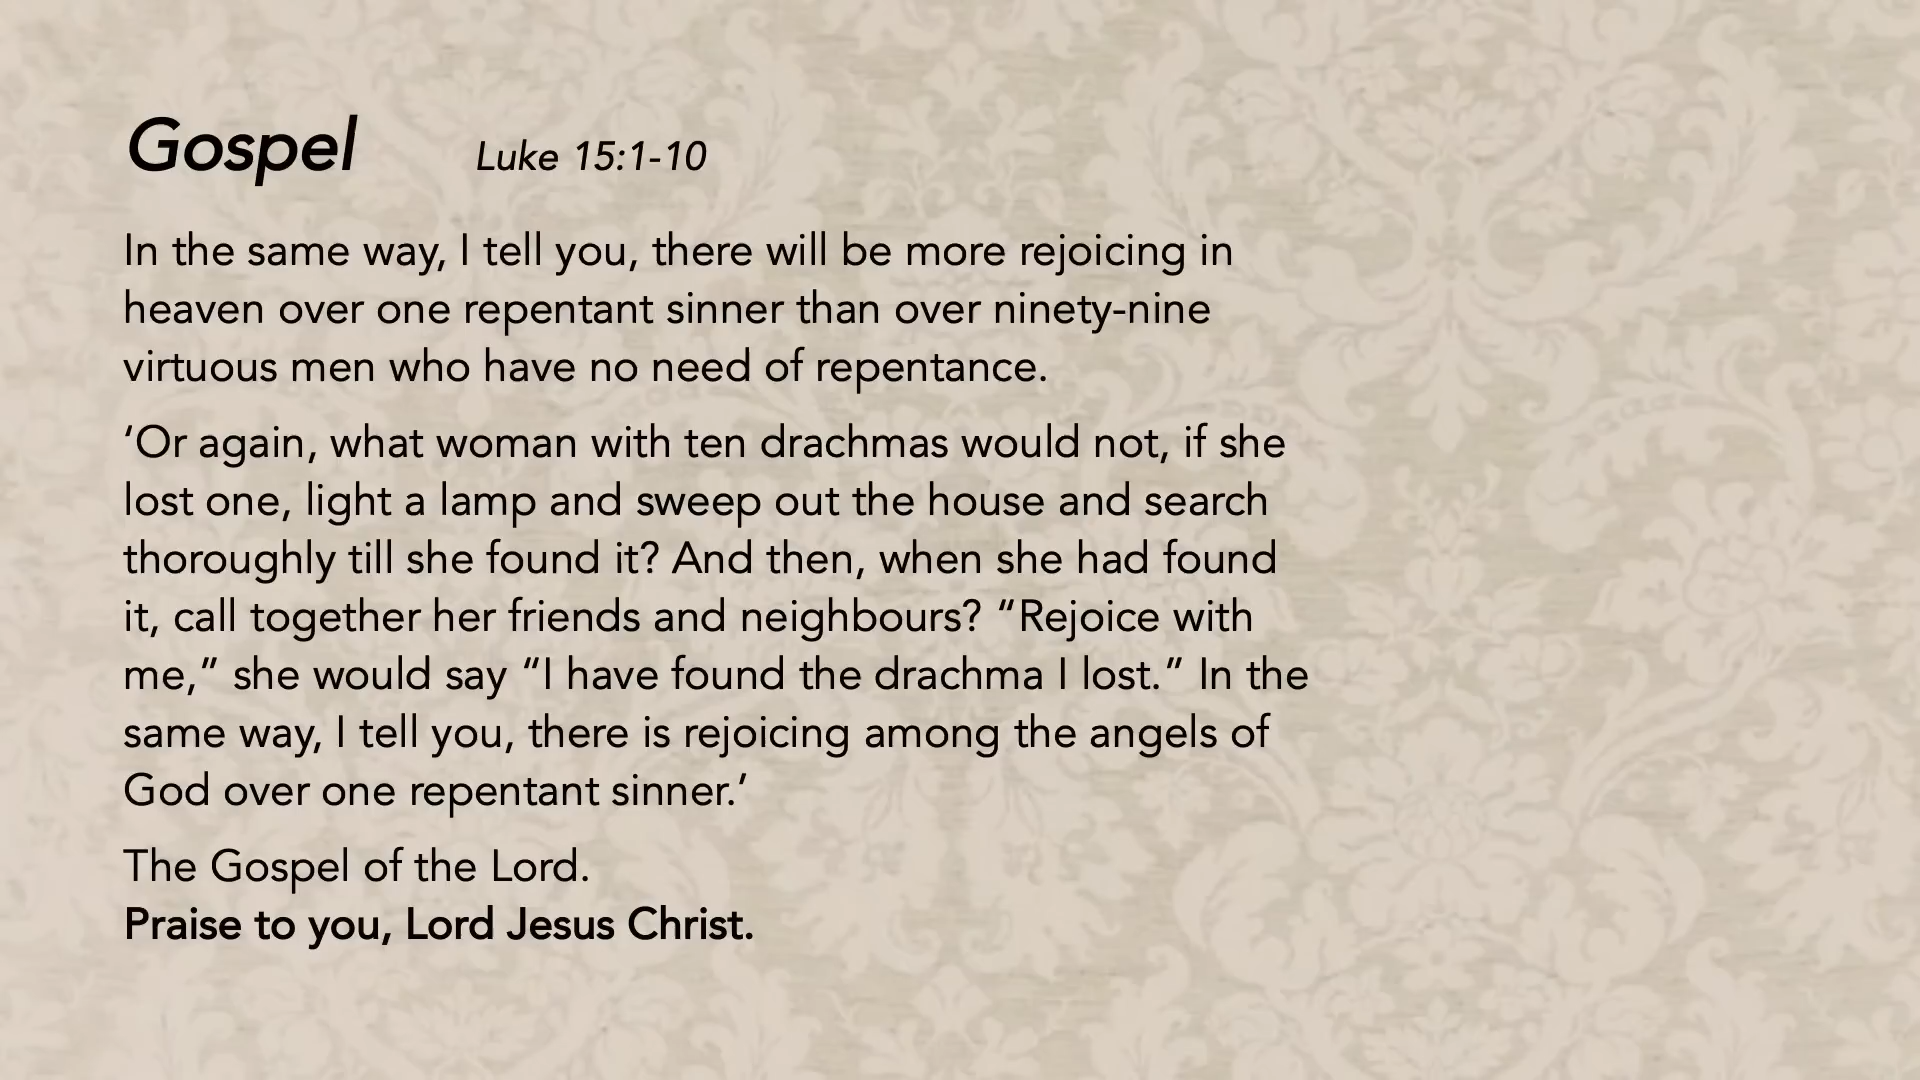 Gospel Luke 15:1-10
In the same way, I tell you, there will be more rejoicing in
heaven over one repentant sinner than over ninety-nine
virtuous men who have no need of repentance.
‘Or again, what woman with ten drachmas would not, if she
lost one, light a lamp and sweep out the house and search
thoroughly till she found it? And then, when she had found
it, call together her friends and neighbours? “Rejoice with
me,” she would say “I have found the drachma I lost.” In the
same way, I tell you, there is rejoicing among the angels of
God over one repentant sinner.’
The Gospel of the Lord.
Praise to you, Lord Jesus Christ.